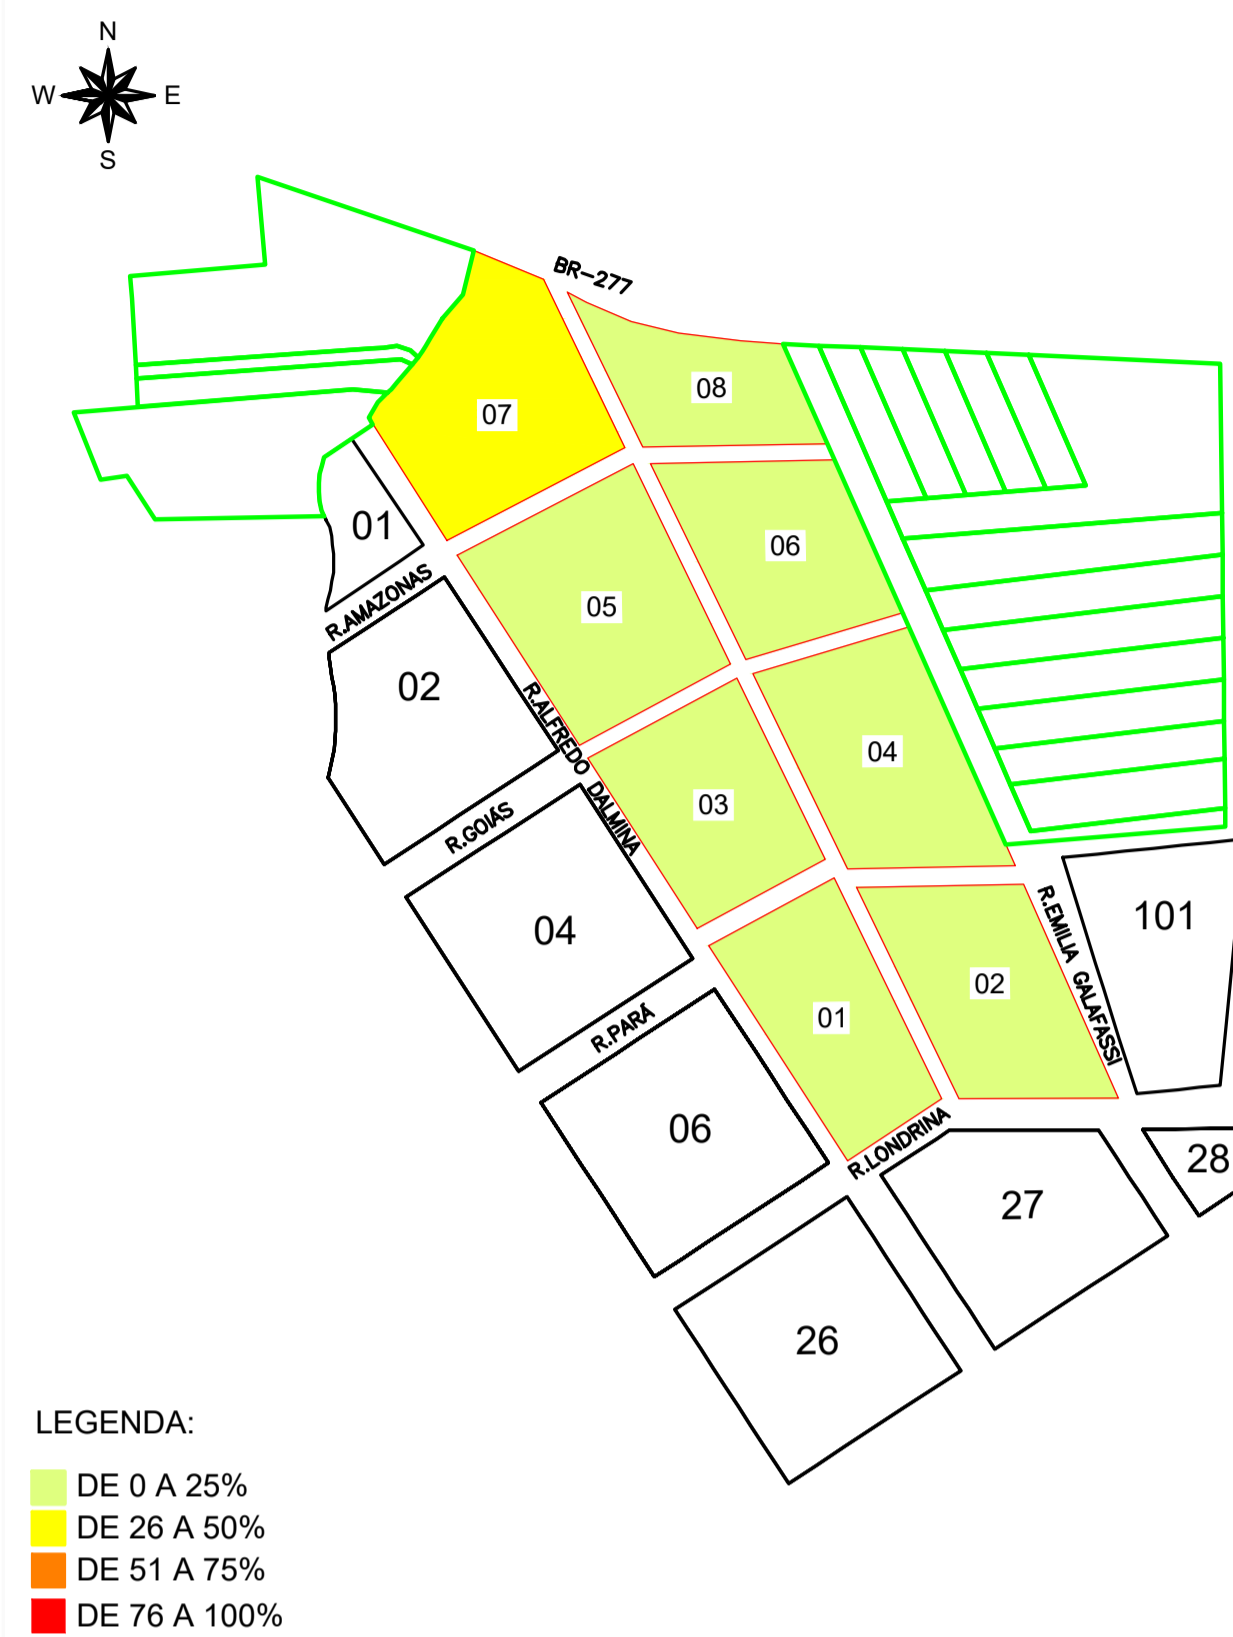 N
W E
S
BR-277
08
07
01
06
R.AMAZONAS
05
02
R.ALFREDO DALMINA
04
03
R.GOIÁS
101
R.EMILIA GALAFASSI
04
02
01
R.PARÁ
06
R.LONDRINA
28
27
26
LEGENDA:
DE 0 A 25%
DE 26 A 50%
DE 51 A 75%
DE 76 A 100%